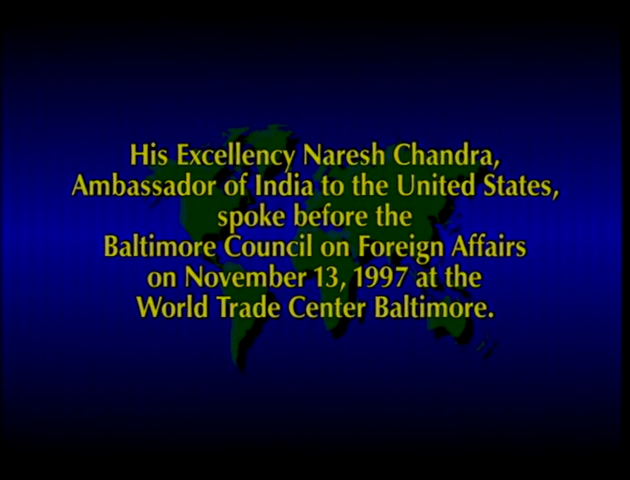 His Excellency Naresh Chandra,
Ambassador of India to the United States,
spoke before the
Baltimore Council on Foreign Affairs
on November 13, 1997 at the
World Trade Center Baltimore.